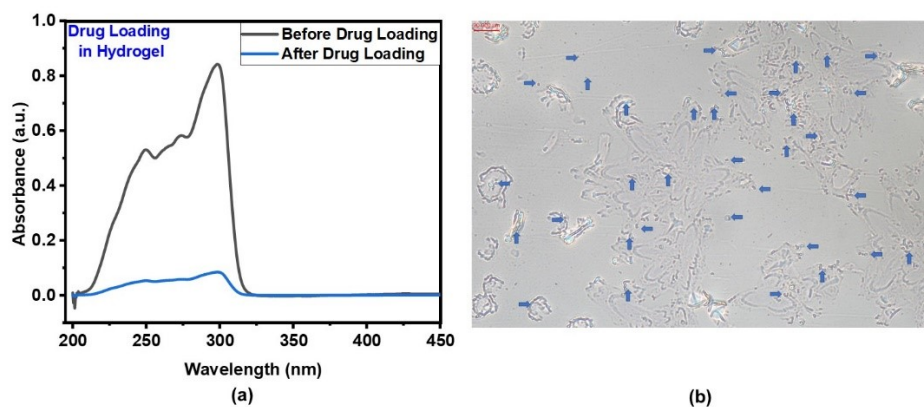 Drug Loading
in Hydrogel
Before Drug Loading
After Drug Loading
1.0
0.8
0.6
0.4
0.2
0.0
Absorbance (a.u.)
200
250
300
350
400
450
Wavelength (nm)
(a)
(b)